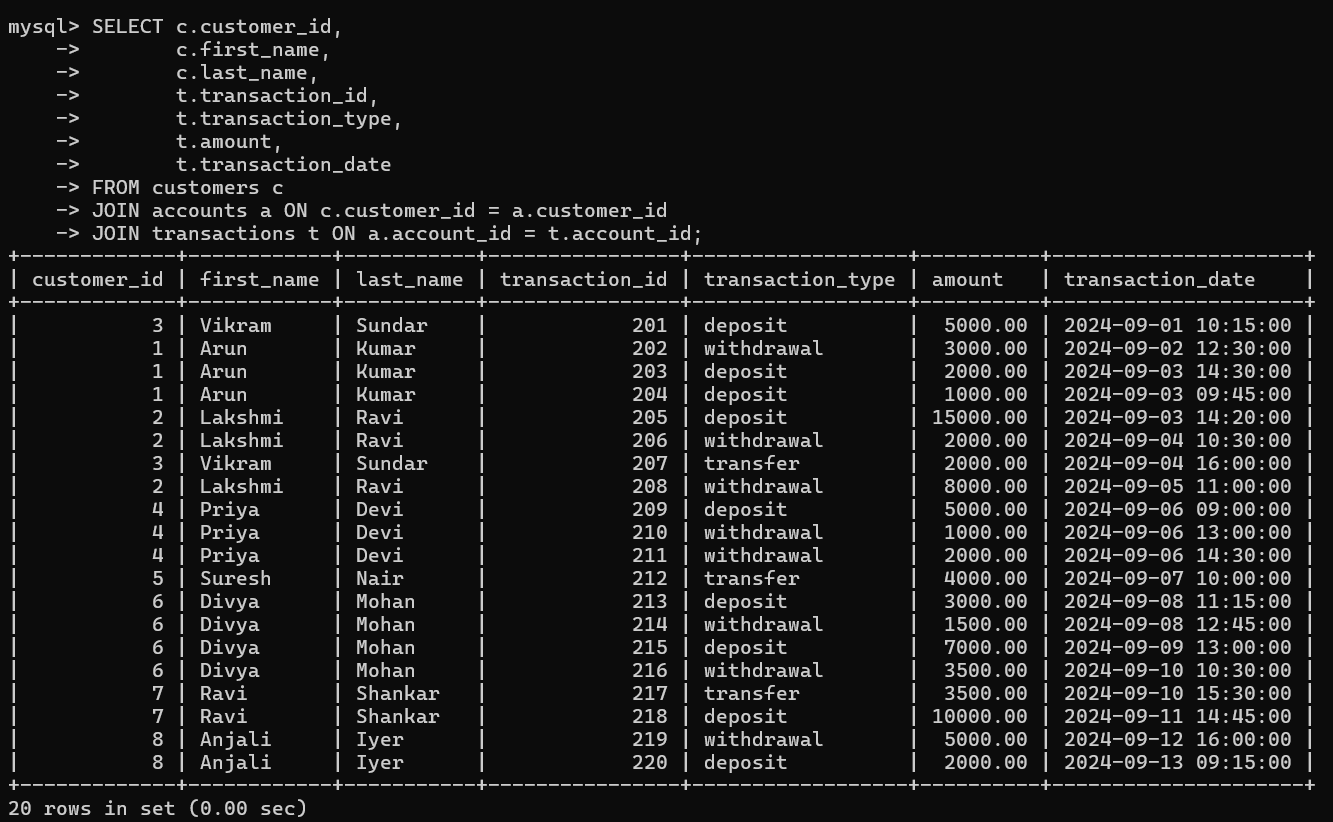 mysql> SELECT c.customer_id,
    ->        c.first_name,
    ->        c.last_name,
    ->        t.transaction_id,
    ->        t.transaction_type,
    ->        t.amount,
    ->        t.transaction_date
    -> FROM customers c
    -> JOIN accounts a ON c.customer_id = a.customer_id
    -> JOIN transactions t ON a.account_id = t.account_id;
+-------------+------------+-----------+----------------+------------------+----------+---------------------+
| customer_id | first_name | last_name | transaction_id | transaction_type | amount   | transaction_date    |
+-------------+------------+-----------+----------------+------------------+----------+---------------------+
|           3 | Vikram     | Sundar    |            201 | deposit          |  5000.00 | 2024-09-01 10:15:00 |
|           1 | Arun       | Kumar     |            202 | withdrawal       |  3000.00 | 2024-09-02 12:30:00 |
|           1 | Arun       | Kumar     |            203 | deposit          |  2000.00 | 2024-09-03 14:30:00 |
|           1 | Arun       | Kumar     |            204 | deposit          |  1000.00 | 2024-09-03 09:45:00 |
|           2 | Lakshmi    | Ravi      |            205 | deposit          | 15000.00 | 2024-09-03 14:20:00 |
|           2 | Lakshmi    | Ravi      |            206 | withdrawal       |  2000.00 | 2024-09-04 10:30:00 |
|           3 | Vikram     | Sundar    |            207 | transfer         |  2000.00 | 2024-09-04 16:00:00 |
|           2 | Lakshmi    | Ravi      |            208 | withdrawal       |  8000.00 | 2024-09-05 11:00:00 |
|           4 | Priya      | Devi      |            209 | deposit          |  5000.00 | 2024-09-06 09:00:00 |
|           4 | Priya      | Devi      |            210 | withdrawal       |  1000.00 | 2024-09-06 13:00:00 |
|           4 | Priya      | Devi      |            211 | withdrawal       |  2000.00 | 2024-09-06 14:30:00 |
|           5 | Suresh     | Nair      |            212 | transfer         |  4000.00 | 2024-09-07 10:00:00 |
|           6 | Divya      | Mohan     |            213 | deposit          |  3000.00 | 2024-09-08 11:15:00 |
|           6 | Divya      | Mohan     |            214 | withdrawal       |  1500.00 | 2024-09-08 12:45:00 |
|           6 | Divya      | Mohan     |            215 | deposit          |  7000.00 | 2024-09-09 13:00:00 |
|           6 | Divya      | Mohan     |            216 | withdrawal       |  3500.00 | 2024-09-10 10:30:00 |
|           7 | Ravi       | Shankar   |            217 | transfer         |  3500.00 | 2024-09-10 15:30:00 |
|           7 | Ravi       | Shankar   |            218 | deposit          | 10000.00 | 2024-09-11 14:45:00 |
|           8 | Anjali     | Iyer      |            219 | withdrawal       |  5000.00 | 2024-09-12 16:00:00 |
|           8 | Anjali     | Iyer      |            220 | deposit          |  2000.00 | 2024-09-13 09:15:00 |
+-------------+------------+-----------+----------------+------------------+----------+---------------------+
20 rows in set (0.00 sec)